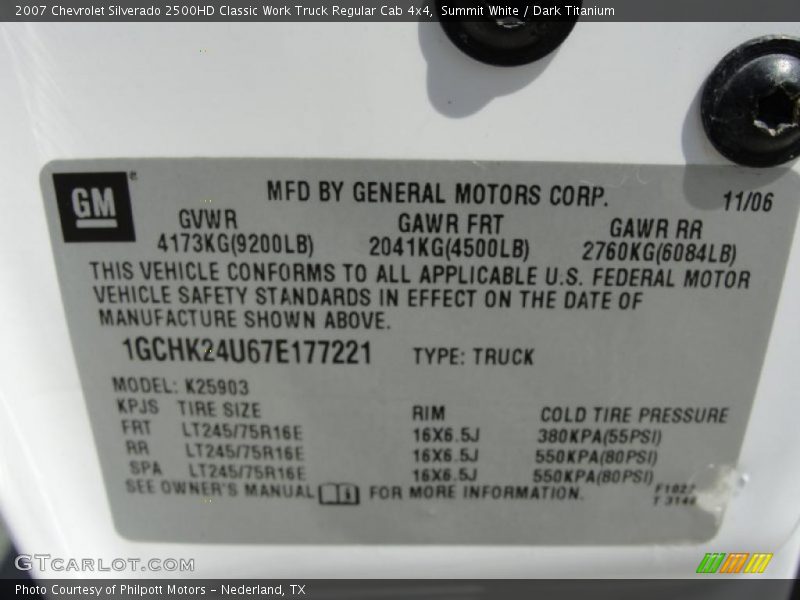 2007 Chevrolet Silverado 2500HD Classic Work Truck Regular Cab 4x4, Summit White / Dark Titanium
GM ®
MFD BY GENERAL MOTORS CORP. 11/06
GVWR GAWR FRT GAWR RR
4173KG(9200LB) 2041KG(4500LB) 2760KG(6084LB)
THIS VEHICLE CONFORMS TO ALL APPLICABLE U.S. FEDERAL MOTOR
VEHICLE SAFETY STANDARDS IN EFFECT ON THE DATE OF
MANUFACTURE SHOWN ABOVE.
1GCHK24U67E177221 TYPE: TRUCK
MODEL: K25903
KPJS TIRE SIZE RIM COLD TIRE PRESSURE
FRT LT245/75R16E 16X6.5J 380KPA(55PSI)
RR LT245/75R16E 16X6.5J 550KPA(80PSI)
SPA LT245/75R16E 16X6.5J 550KPA(80PSI)
SEE OWNER'S MANUAL FOR MORE INFORMATION.
GTCARLOT.COM
Photo Courtesy of Philpott Motors - Nederland, TX